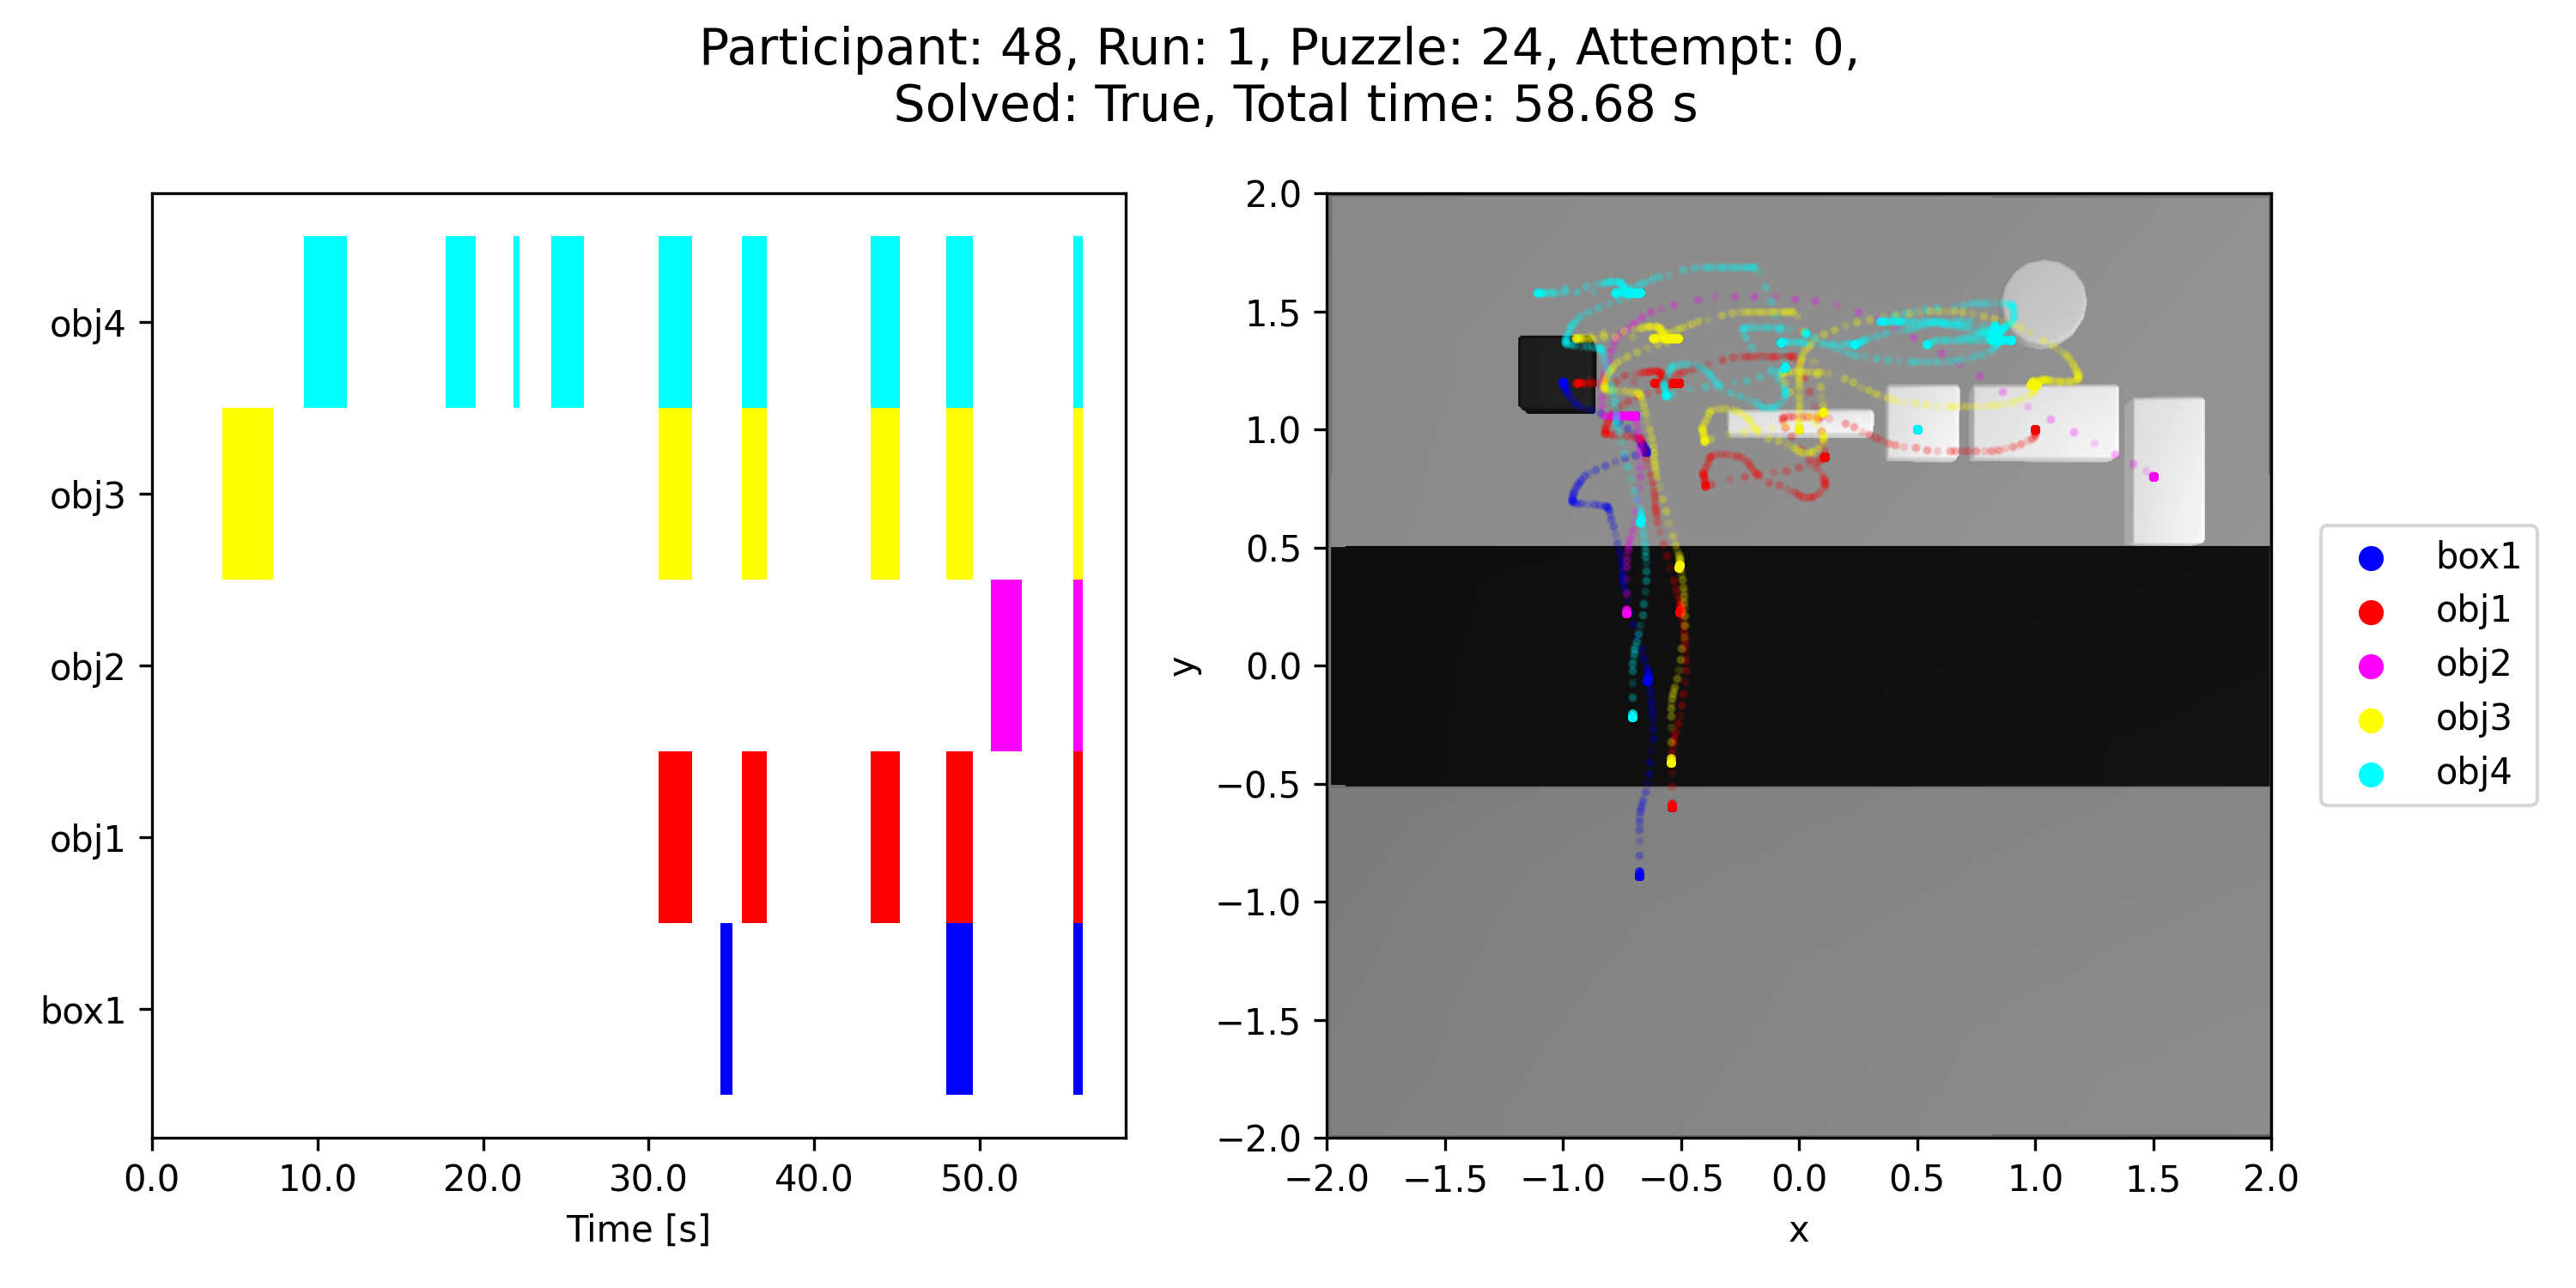 Participant: 48, Run: 1, Puzzle: 24, Attempt: 0,
Solved: True, Total time: 58.68 s
obj4
obj3
obj2
obj1
box1
0.0 10.0 20.0 30.0 40.0 50.0
Time [s]
2.0
1.5
1.0
0.5
0.0
−0.5
−1.0
−1.5
−2.0
y
−2.0 −1.5 −1.0 −0.5 0.0 0.5 1.0 1.5 2.0
x
box1
obj1
obj2
obj3
obj4